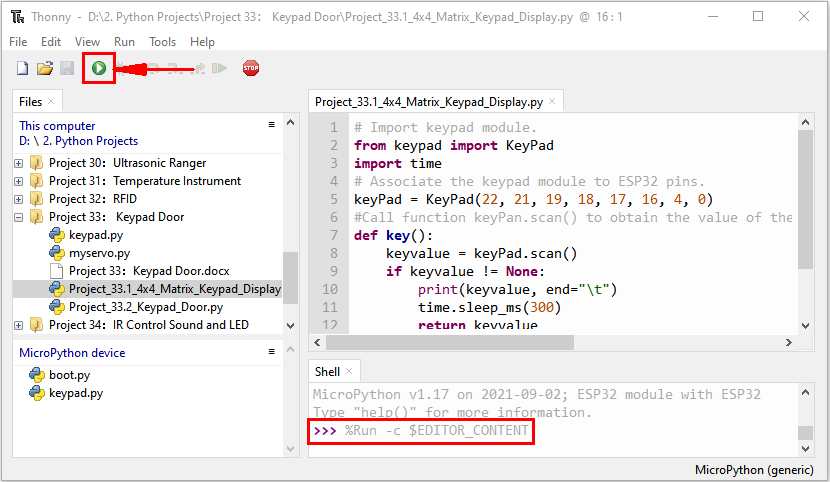 Thonny - D:\2. Python Projects\Project 33： Keypad Door\Project_33.1_4x4_Matrix_Keypad_Display.py @ 16:1
File Edit View Run Tools Help
STOP
Files
This computer
D: \ 2. Python Projects
Project 30：Ultrasonic Ranger
Project 31：Temperature Instrument
Project 32：RFID
Project 33： Keypad Door
keypad.py
myservo.py
Project 33：Keypad Door.docx
Project_33.1_4x4_Matrix_Keypad_Display
Project_33.2_Keypad_Door.py
Project 34：IR Control Sound and LED
MicroPython device
boot.py
keypad.py
Project_33.1_4x4_Matrix_Keypad_Display.py
1 # Import keypad module.
2 from keypad import KeyPad
3 import time
4 # Associate the keypad module to ESP32 pins.
5 keyPad = KeyPad(22, 21, 19, 18, 17, 16, 4, 0)
6 #Call function keyPan.scan() to obtain the value of the
7 def key():
8     keyvalue = keyPad.scan()
9     if keyvalue != None:
10         print(keyvalue, end="\t")
11         time.sleep_ms(300)
12         return keyvalue
Shell
MicroPython v1.17 on 2021-09-02; ESP32 module with ESP32
Type "help()" for more information.
>>> %Run -c $EDITOR_CONTENT
MicroPython (generic)